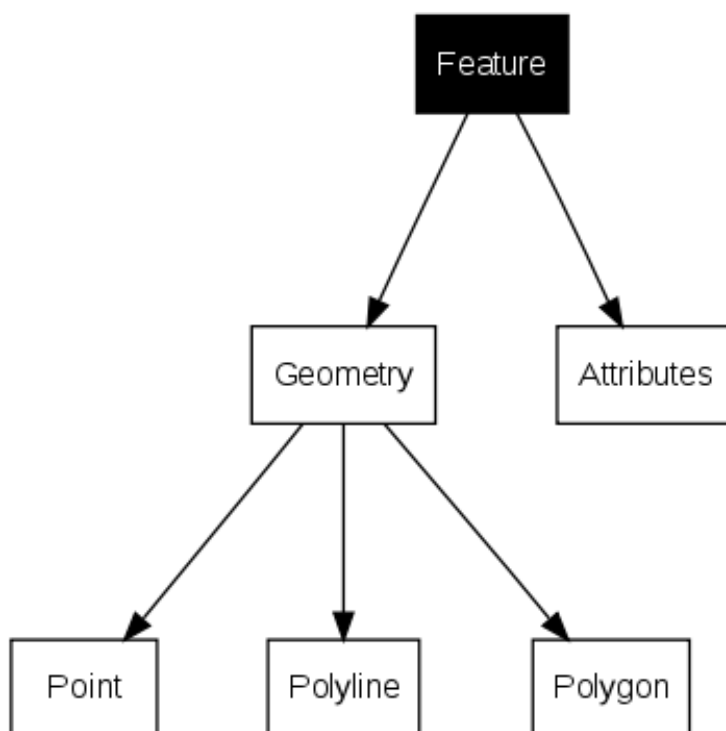 Feature
Geometry
Attributes
Point
Polyline
Polygon